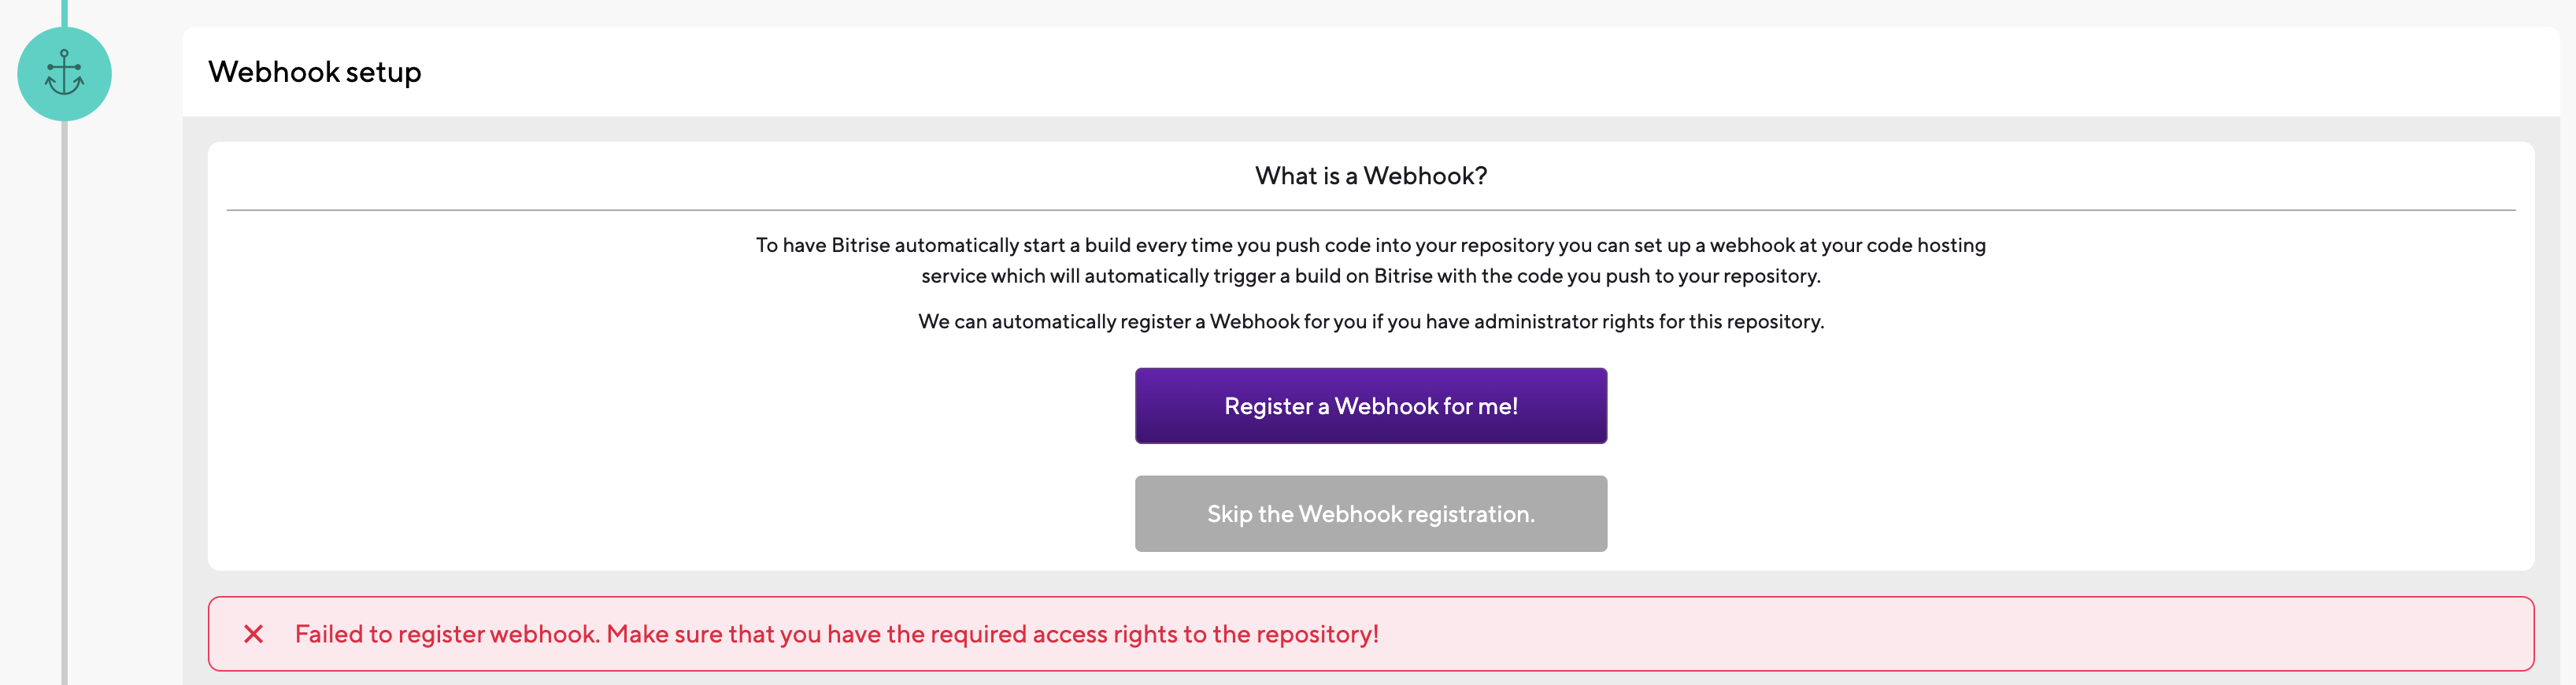 Webhook setup
What is a Webhook?
To have Bitrise automatically start a build every time you push code into your repository you can set up a webhook at your code hosting
service which will automatically trigger a build on Bitrise with the code you push to your repository.
We can automatically register a Webhook for you if you have administrator rights for this repository.
Register a Webhook for me!
Skip the Webhook registration.
Failed to register webhook. Make sure that you have the required access rights to the repository!